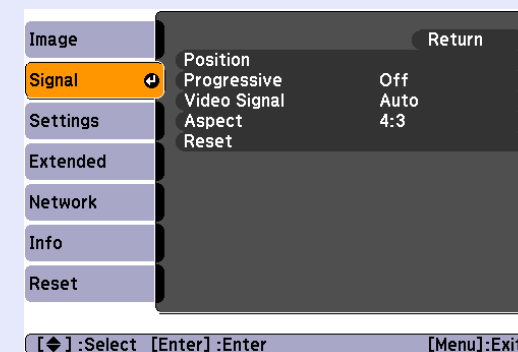 Image
Signal
Settings
Extended
Network
Info
Reset
Return
Position
Progressive Off
Video Signal Auto
Aspect 4:3
Reset
[◆] :Select [Enter] :Enter [Menu]:Exit